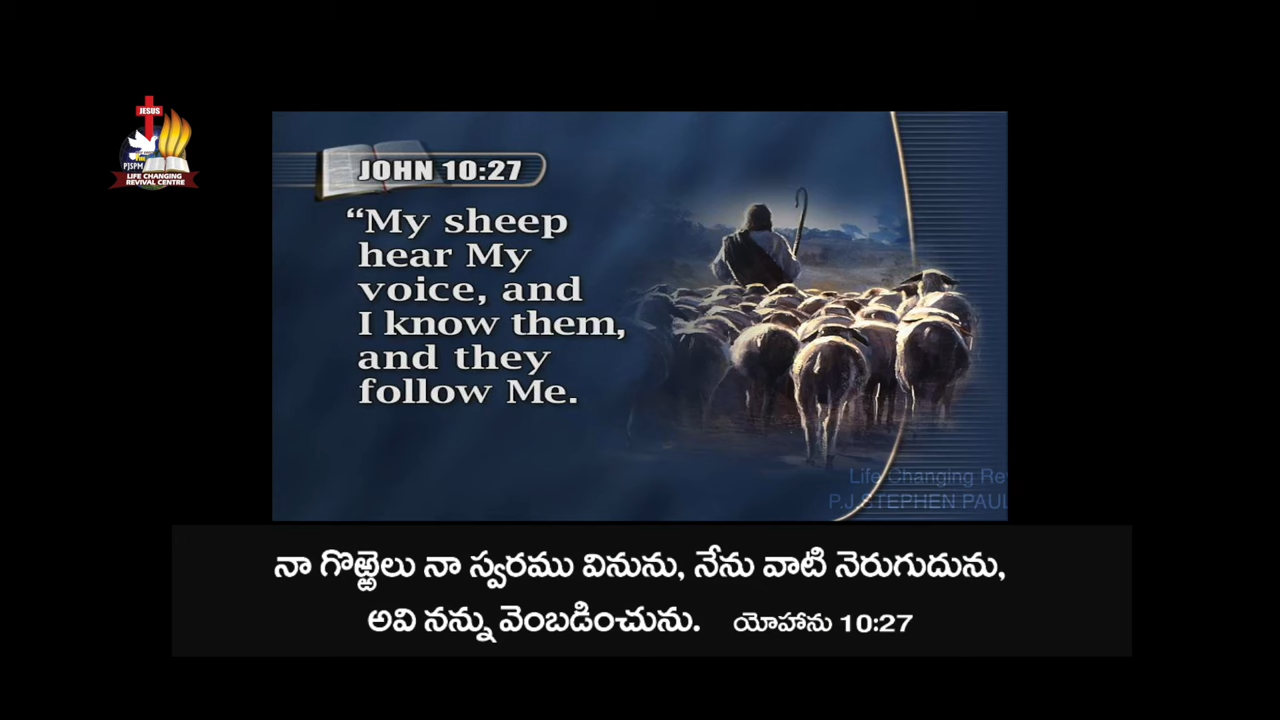 JESUS
PJSPM
LIFE CHANGING
REVIVAL CENTRE
JOHN 10:27
“My sheep
hear My
voice, and
I know them,
and they
follow Me.
Life Changing Re
P.J.STEPHEN PAUL
నా గొఱ్ఱెలు నా స్వరము వినును, నేను వాటి నెరుగుదును,
అవి నన్ను వెంబడించును. యోహాను 10:27